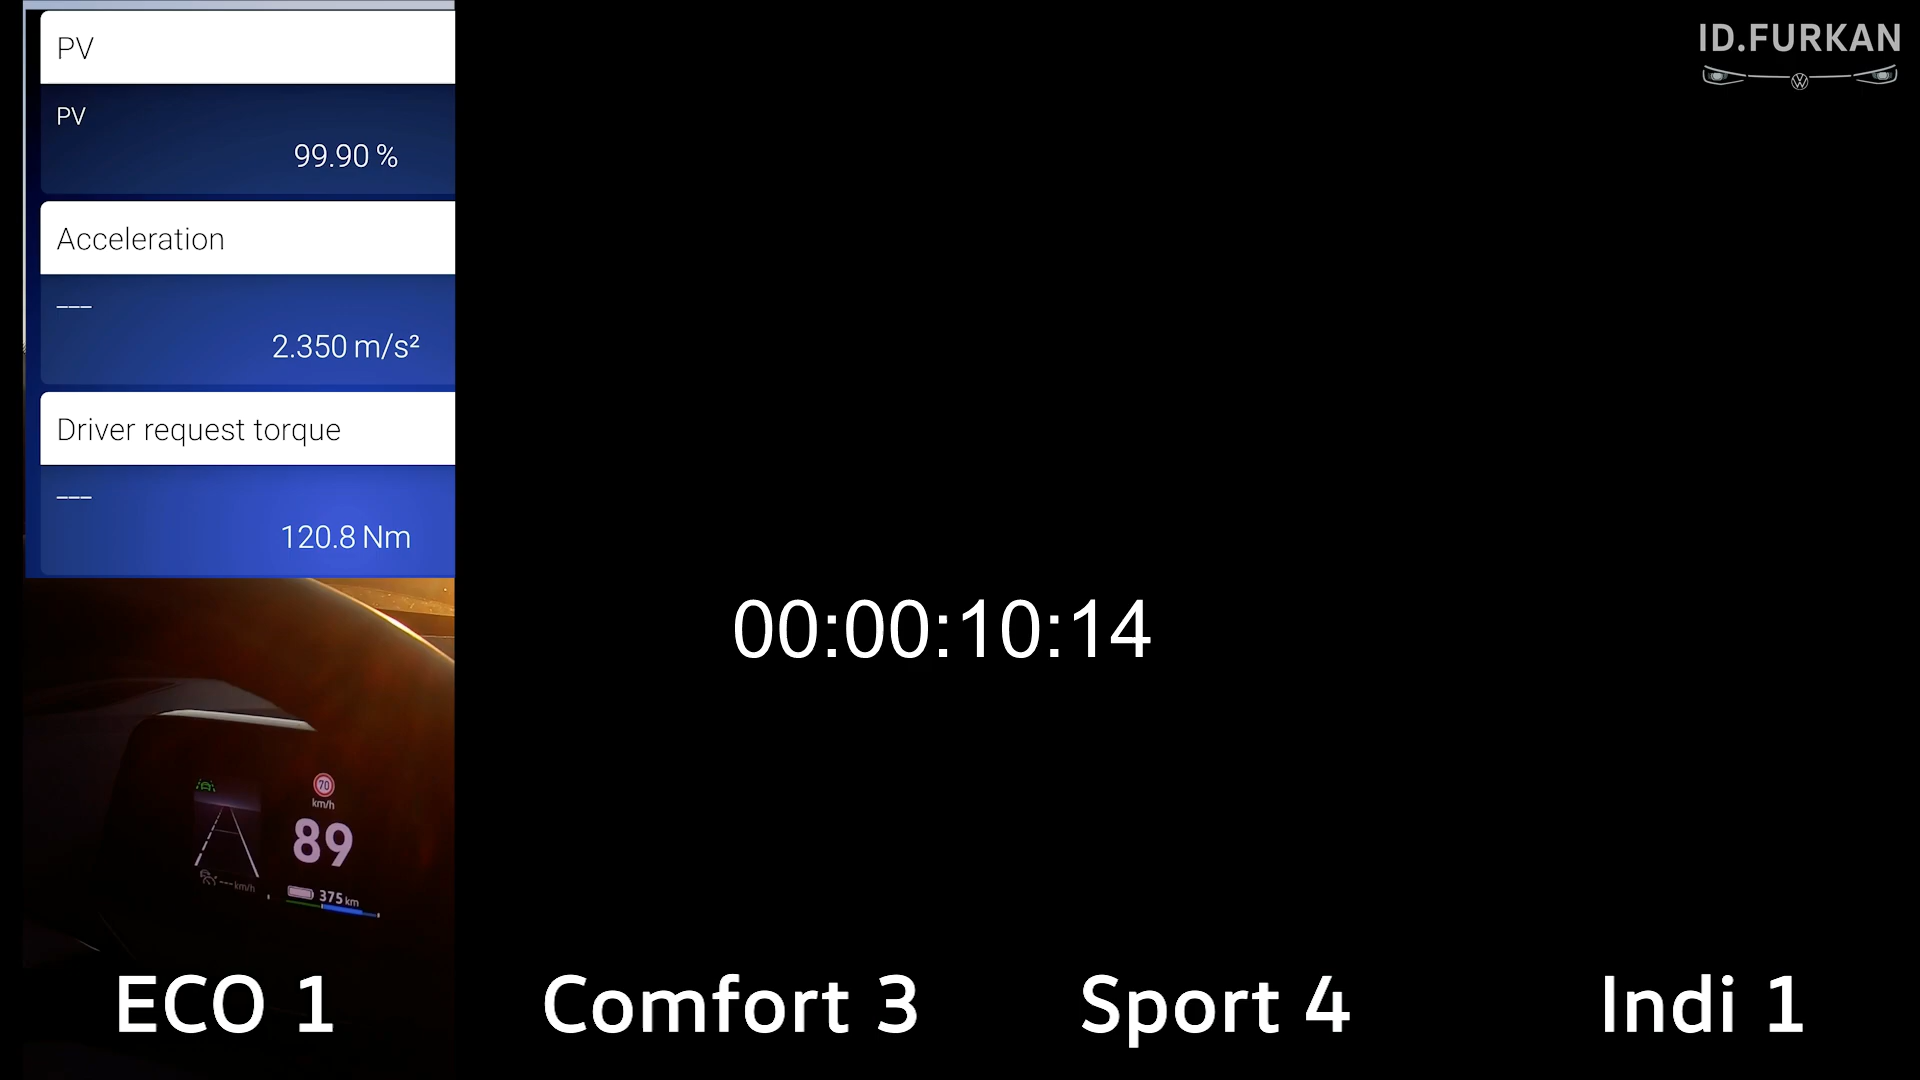 ID.FURKAN
PV
PV
99.90 %
Acceleration
---
2.350 m/s²
Driver request torque
---
120.8 Nm
00:00:10:14
70
km/h
89
--- km/h
375 km
ECO 1
Comfort 3
Sport 4
Indi 1